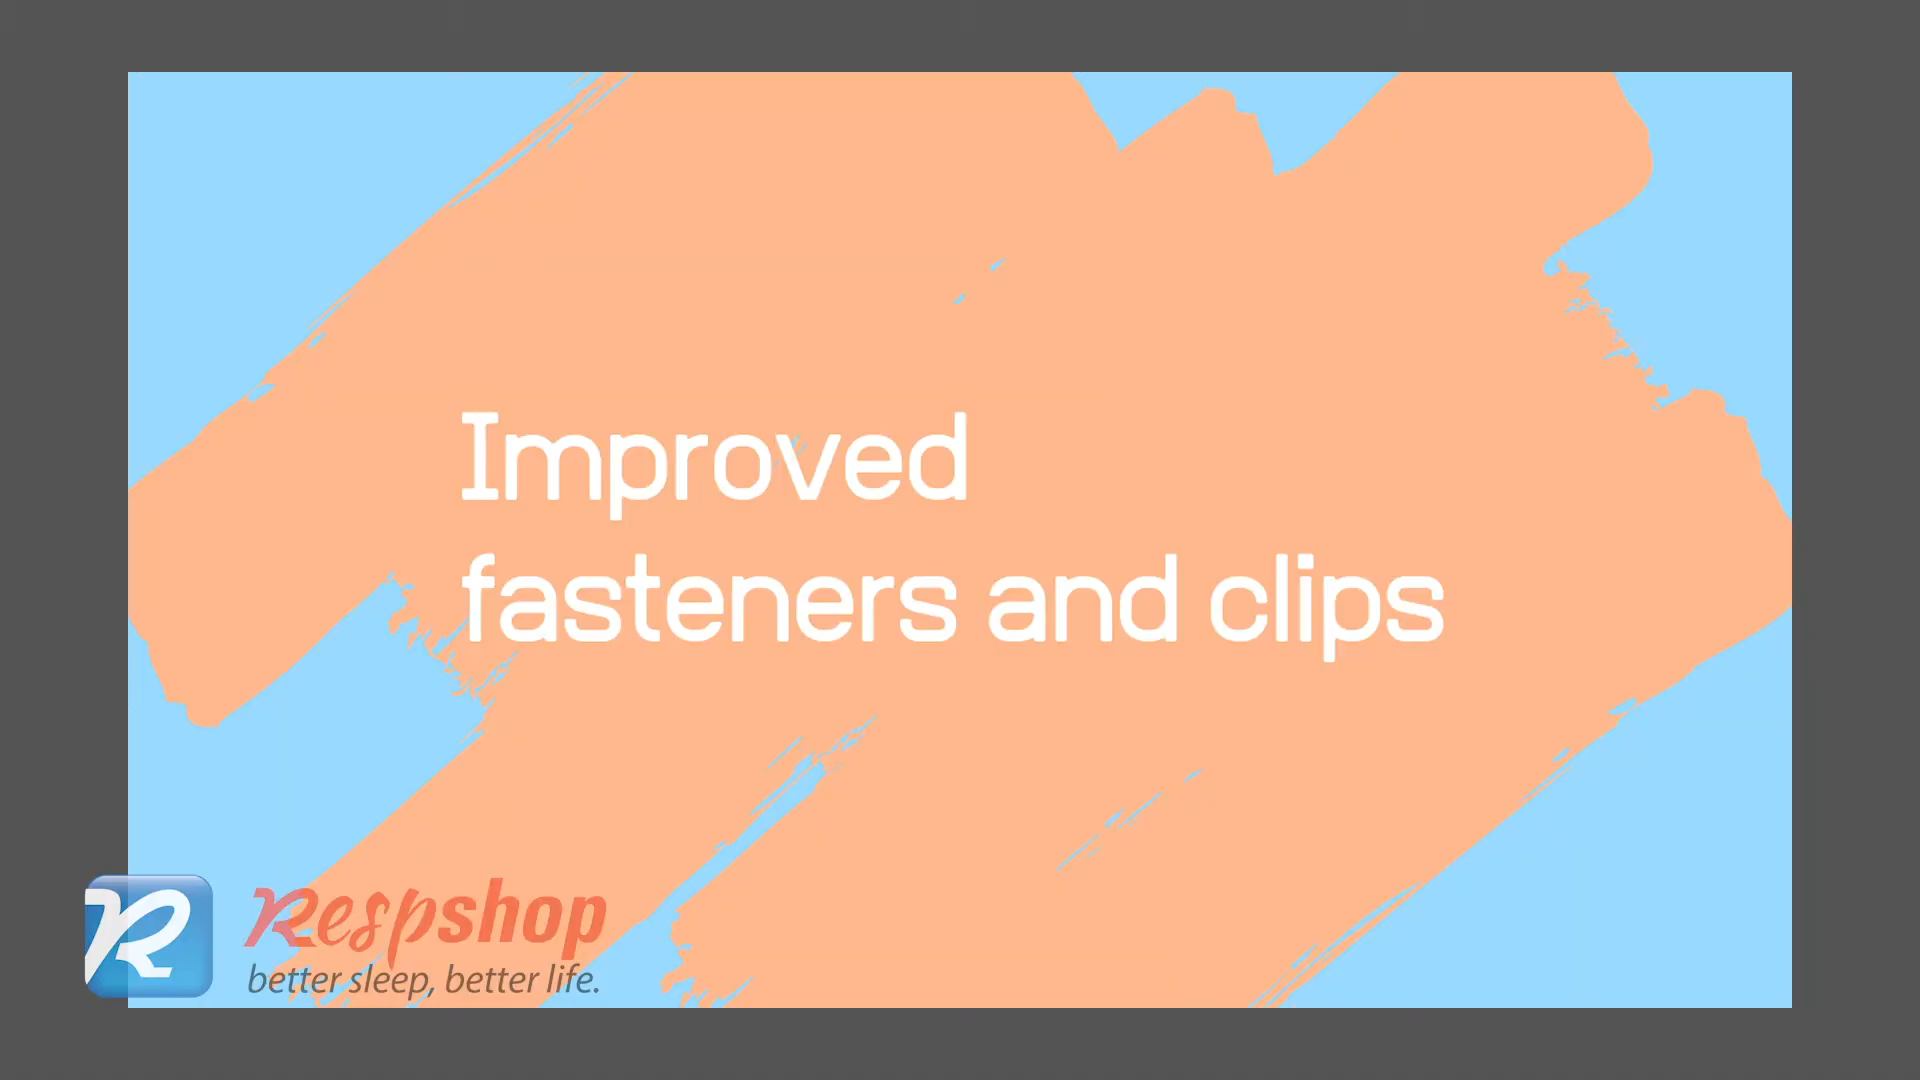 Improved
fasteners and clips
R Respshop
better sleep, better life.